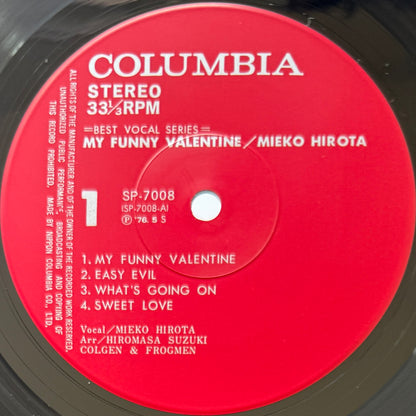 COLUMBIA
STEREO
33⅓RPM
=BEST VOCAL SERIES=
MY FUNNY VALENTINE/MIEKO HIROTA
1
SP-7008
(SP-7008-A)
Ⓟ '76. 5 S
1. MY FUNNY VALENTINE
2. EASY EVIL
3. WHAT'S GOING ON
4. SWEET LOVE
Vocal/MIEKO HIROTA
Arr/HIROMASA SUZUKI
COLGEN & FROGMEN
ALL RIGHTS OF THE MANUFACTURER AND OF THE OWNER OF THE RECORDED WORK RESERVED.
UNAUTHORIZED PUBLIC PERFORMANCE, BROADCASTING AND COPYING OF
THIS RECORD PROHIBITED. MADE BY NIPPON COLUMBIA CO., LTD.